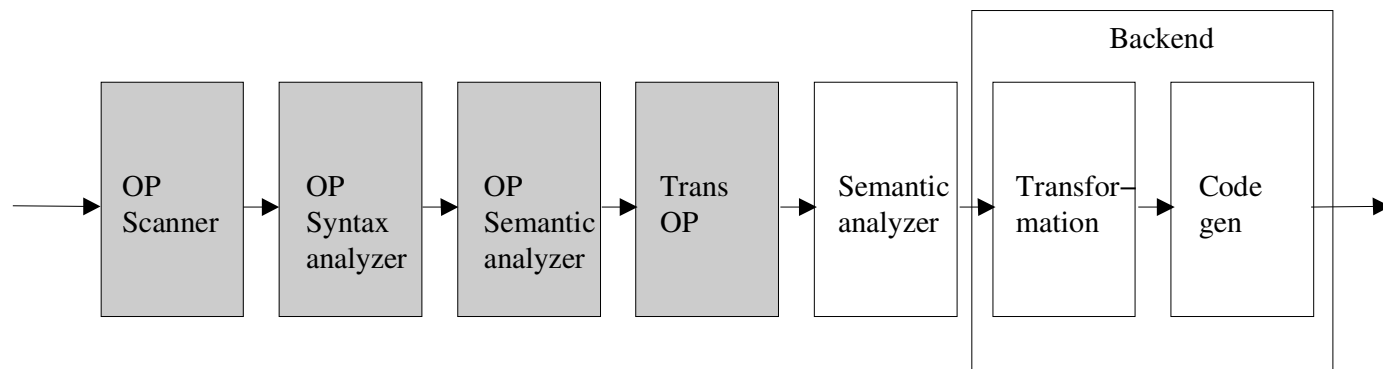 Backend
OP
Scanner
OP
Syntax
analyzer
OP
Semantic
analyzer
Trans
OP
Semantic
analyzer
Transfor-
mation
Code
gen